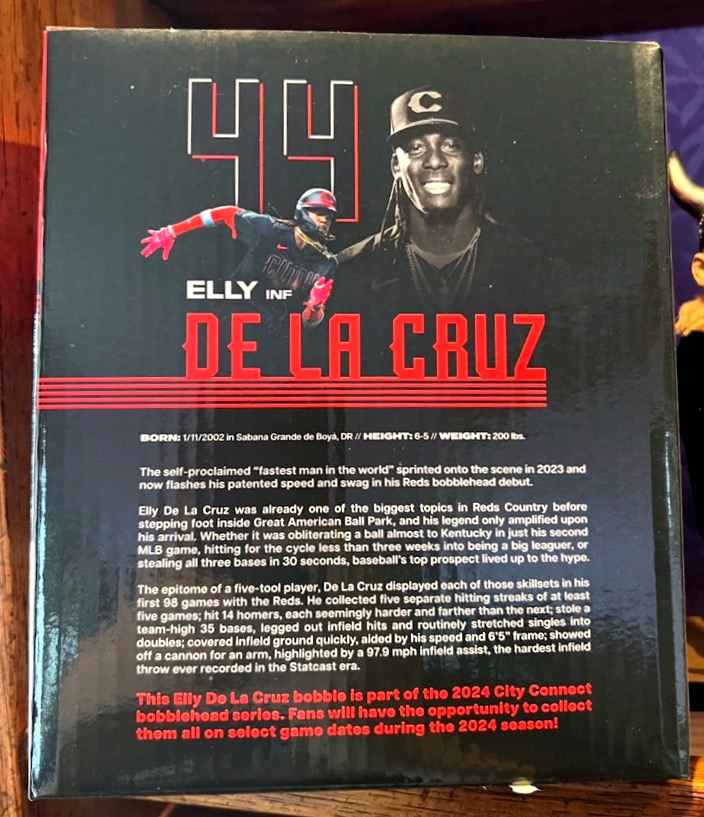 44
C
ELLY INF
DE LA CRUZ
BORN: 1/11/2002 in Sabana Grande de Boyá, DR // HEIGHT: 6-5 // WEIGHT: 200 lbs.
The self-proclaimed "fastest man in the world" sprinted onto the scene in 2023 and
now flashes his patented speed and swag in his Reds bobblehead debut.
Elly De La Cruz was already one of the biggest topics in Reds Country before
stepping foot inside Great American Ball Park, and his legend only amplified upon
his arrival. Whether it was obliterating a ball almost to Kentucky in just his second
MLB game, hitting for the cycle less than three weeks into being a big leaguer, or
stealing all three bases in 30 seconds, baseball's top prospect lived up to the hype.
The epitome of a five-tool player, De La Cruz displayed each of those skillsets in his
first 98 games with the Reds. He collected five separate hitting streaks of at least
five games; hit 14 homers, each seemingly harder and farther than the next; stole a
team-high 35 bases, legged out infield hits and routinely stretched singles into
doubles; covered infield ground quickly, aided by his speed and 6'5" frame; showed
off a cannon for an arm, highlighted by a 97.9 mph infield assist, the hardest infield
throw ever recorded in the Statcast era.
This Elly De La Cruz bobble is part of the 2024 City Connect
bobblehead series. Fans will have the opportunity to collect
them all on select game dates during the 2024 season!